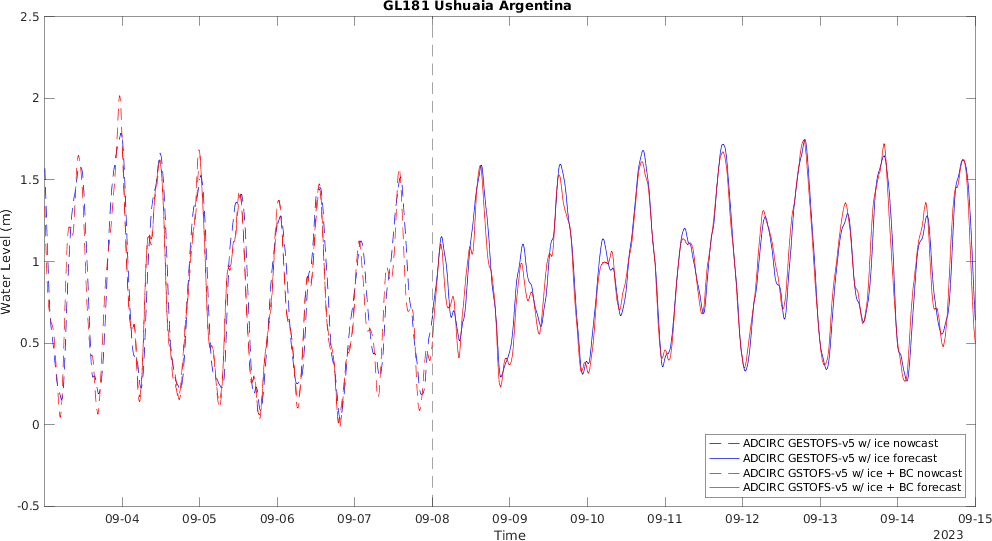 GL181 Ushuaia Argentina
2.5
2
1.5
1
0.5
0
-0.5
Water Level (m)
ADCIRC GESTOFS-v5 w/ ice nowcast
ADCIRC GESTOFS-v5 w/ ice forecast
ADCIRC GSTOFS-v5 w/ ice + BC nowcast
ADCIRC GSTOFS-v5 w/ ice + BC forecast
09-04 09-05 09-06 09-07 09-08 09-09 09-10 09-11 09-12 09-13 09-14 09-15
Time
2023